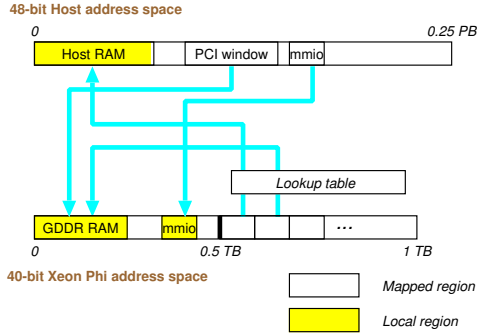 48-bit Host address space
0 0.25 PB
Host RAM PCI window mmio
Lookup table
GDDR RAM mmio ...
0 0.5 TB 1 TB
40-bit Xeon Phi address space
Mapped region
Local region